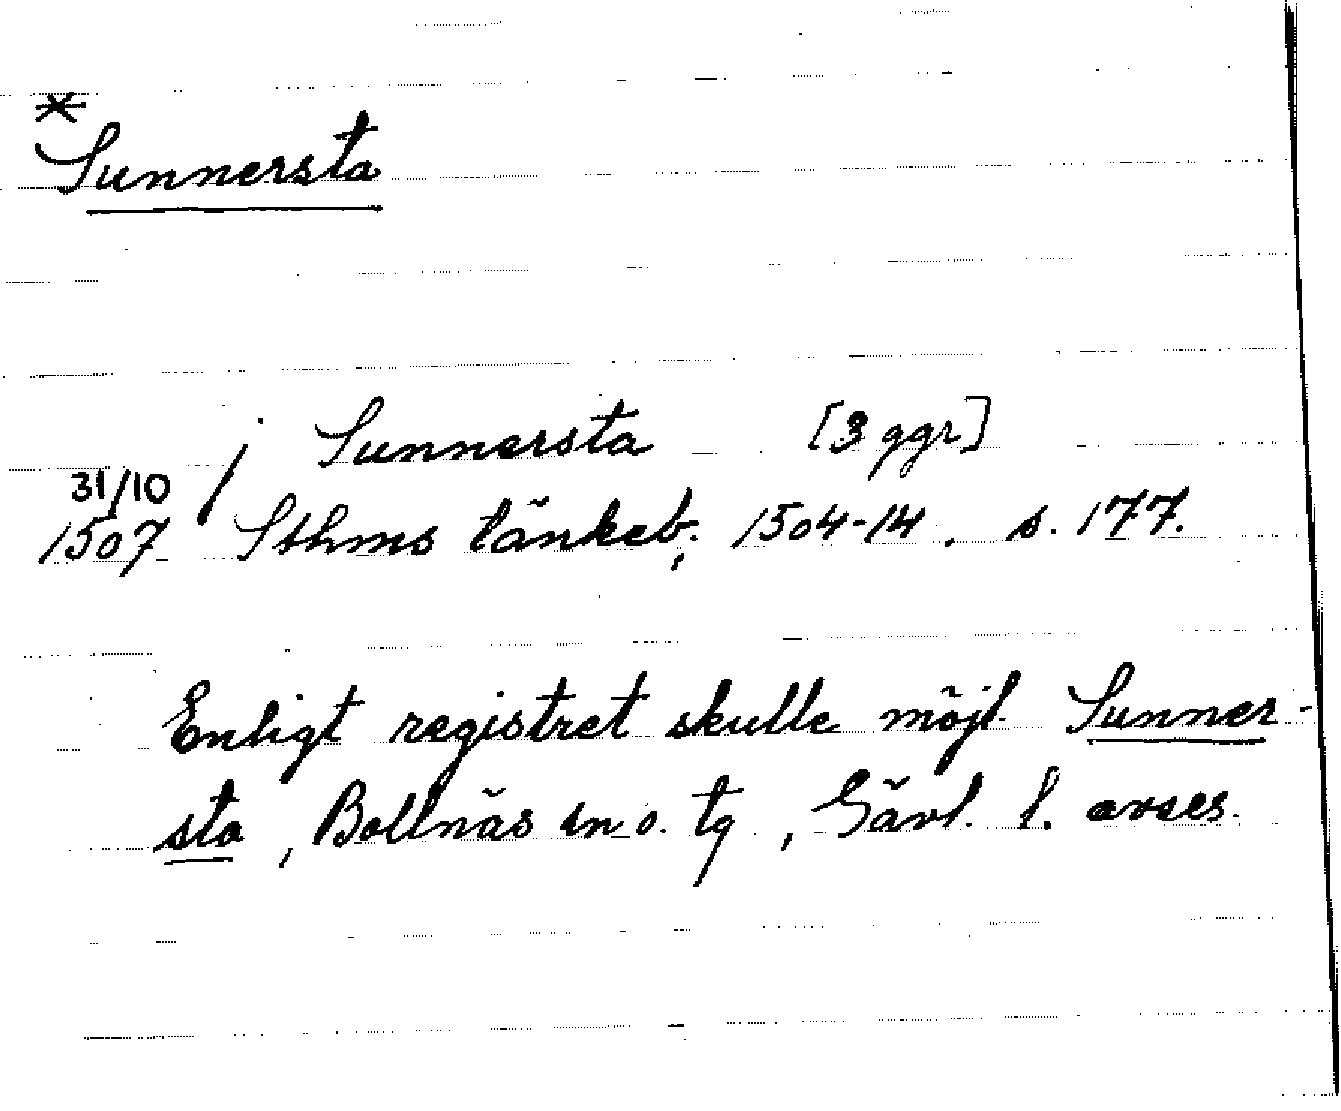 *
Sunnersta
j Sunnersta [3 ggr]
31/10
1507 Sthms tänkeb., 1504-14, s. 177.
Enligt registret skulle möjl. Sunner-
sta, Bollnäs sn o. tg, Gävl. l. avses.